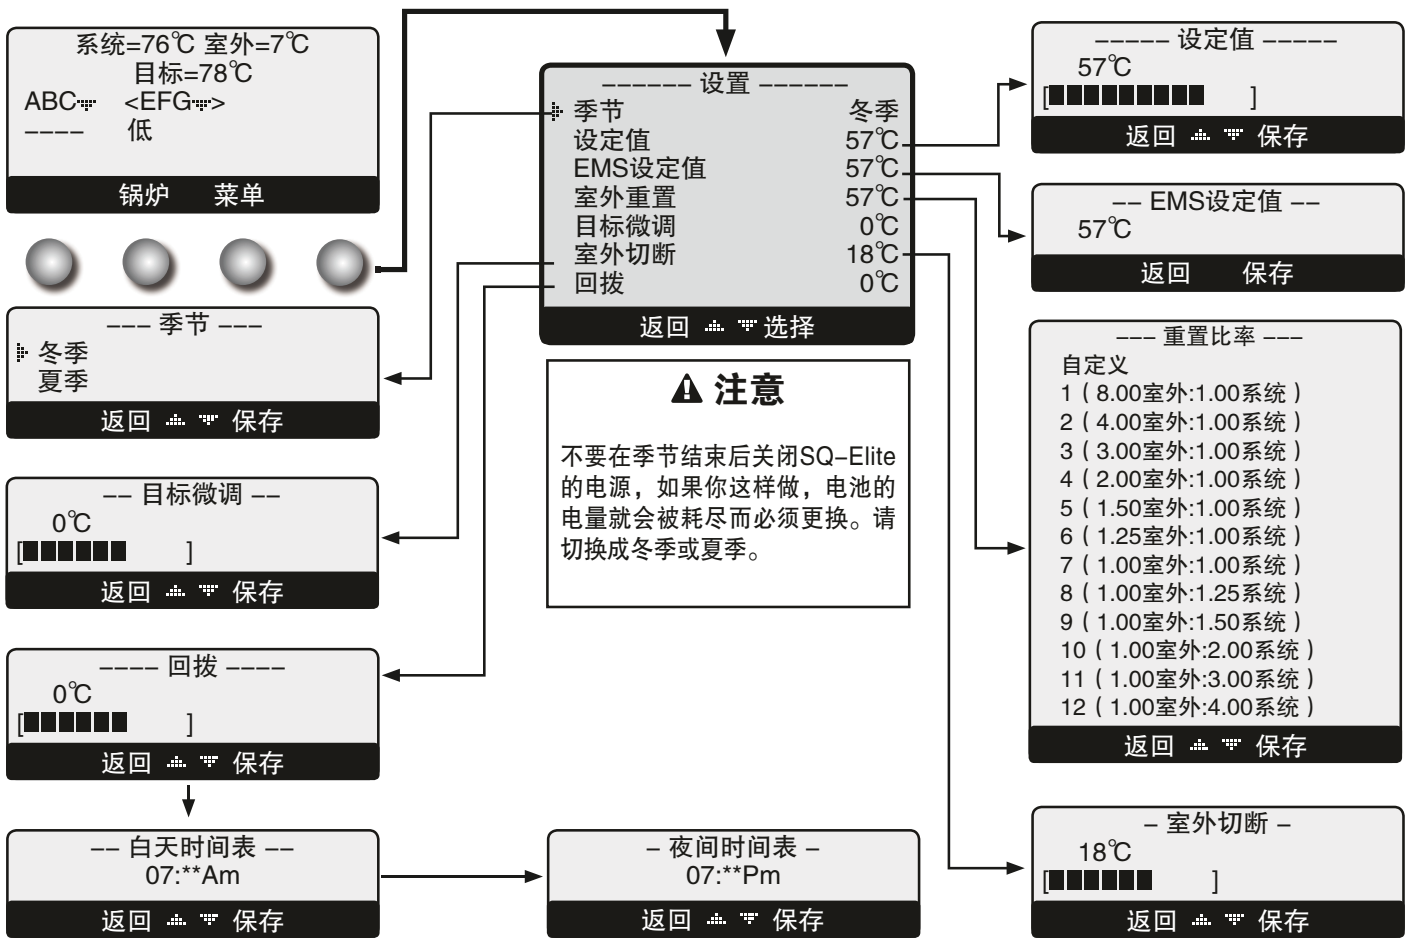 系统=76℃ 室外=7℃
目标=78℃
ABC <EFG>
---- 低
锅炉 菜单
------ 设置 ------
季节 冬季
设定值 57℃
EMS设定值 57℃
室外重置 57℃
目标微调 0℃
室外切断 18℃
回拨 0℃
返回 选择
----- 设定值 -----
57℃
[ ]
返回 保存
-- EMS设定值 --
57℃
返回 保存
--- 季节 ---
冬季
夏季
返回 保存
注意
不要在季节结束后关闭SQ-Elite
的电源，如果你这样做，电池的
电量就会被耗尽而必须更换。请
切换成冬季或夏季。
--- 重置比率 ---
自定义
1（8.00室外:1.00系统）
2（4.00室外:1.00系统）
3（3.00室外:1.00系统）
4（2.00室外:1.00系统）
5（1.50室外:1.00系统）
6（1.25室外:1.00系统）
7（1.00室外:1.00系统）
8（1.00室外:1.25系统）
9（1.00室外:1.50系统）
10（1.00室外:2.00系统）
11（1.00室外:3.00系统）
12（1.00室外:4.00系统）
返回 保存
-- 目标微调 --
0℃
[ ]
返回 保存
---- 回拨 ----
0℃
[ ]
返回 保存
-- 白天时间表 --
07:**Am
返回 保存
- 夜间时间表 -
07:**Pm
返回 保存
- 室外切断 -
18℃
[ ]
返回 保存